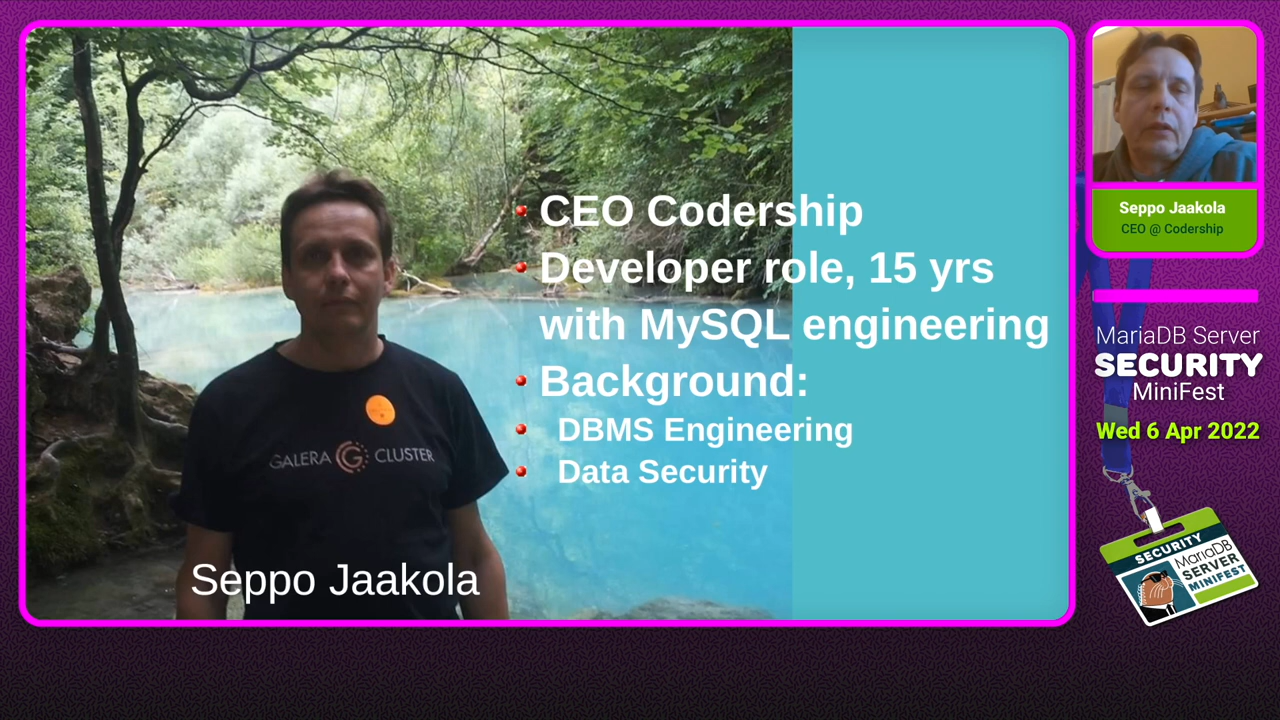 CEO Codership
Developer role, 15 yrs
with MySQL engineering
Background:
DBMS Engineering
Data Security
GALERA CLUSTER
Seppo Jaakola
Seppo Jaakola
CEO @ Codership
MariaDB Server
SECURITY
MiniFest
Wed 6 Apr 2022
SECURITY
MariaDB
SERVER
MINIFEST